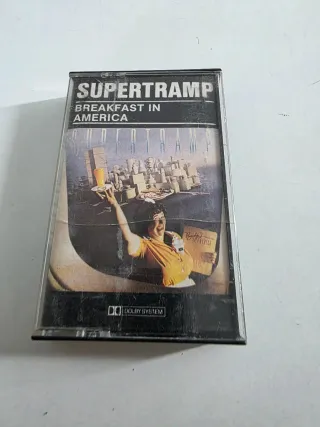 SUPERTRAMP
BREAKFAST IN
AMERICA
SUPERTRAMP
DOLBY SYSTEM